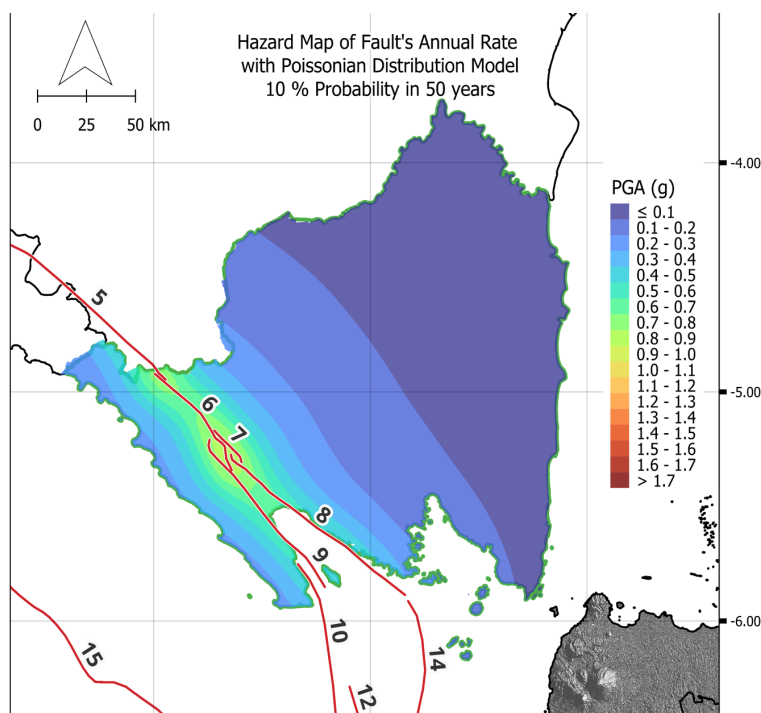 Hazard Map of Fault's Annual Rate
with Poissonian Distribution Model
10 % Probability in 50 years
0 25 50 km
-4.00
PGA (g)
≤ 0.1
0.1 - 0.2
0.2 - 0.3
0.3 - 0.4
0.4 - 0.5
0.5 - 0.6
0.6 - 0.7
0.7 - 0.8
0.8 - 0.9
0.9 - 1.0
1.0 - 1.1
1.1 - 1.2
1.2 - 1.3
1.3 - 1.4
1.4 - 1.5
1.5 - 1.6
1.6 - 1.7
> 1.7
5
-5.00
6
7
8
9
-6.00
10
14
15
12